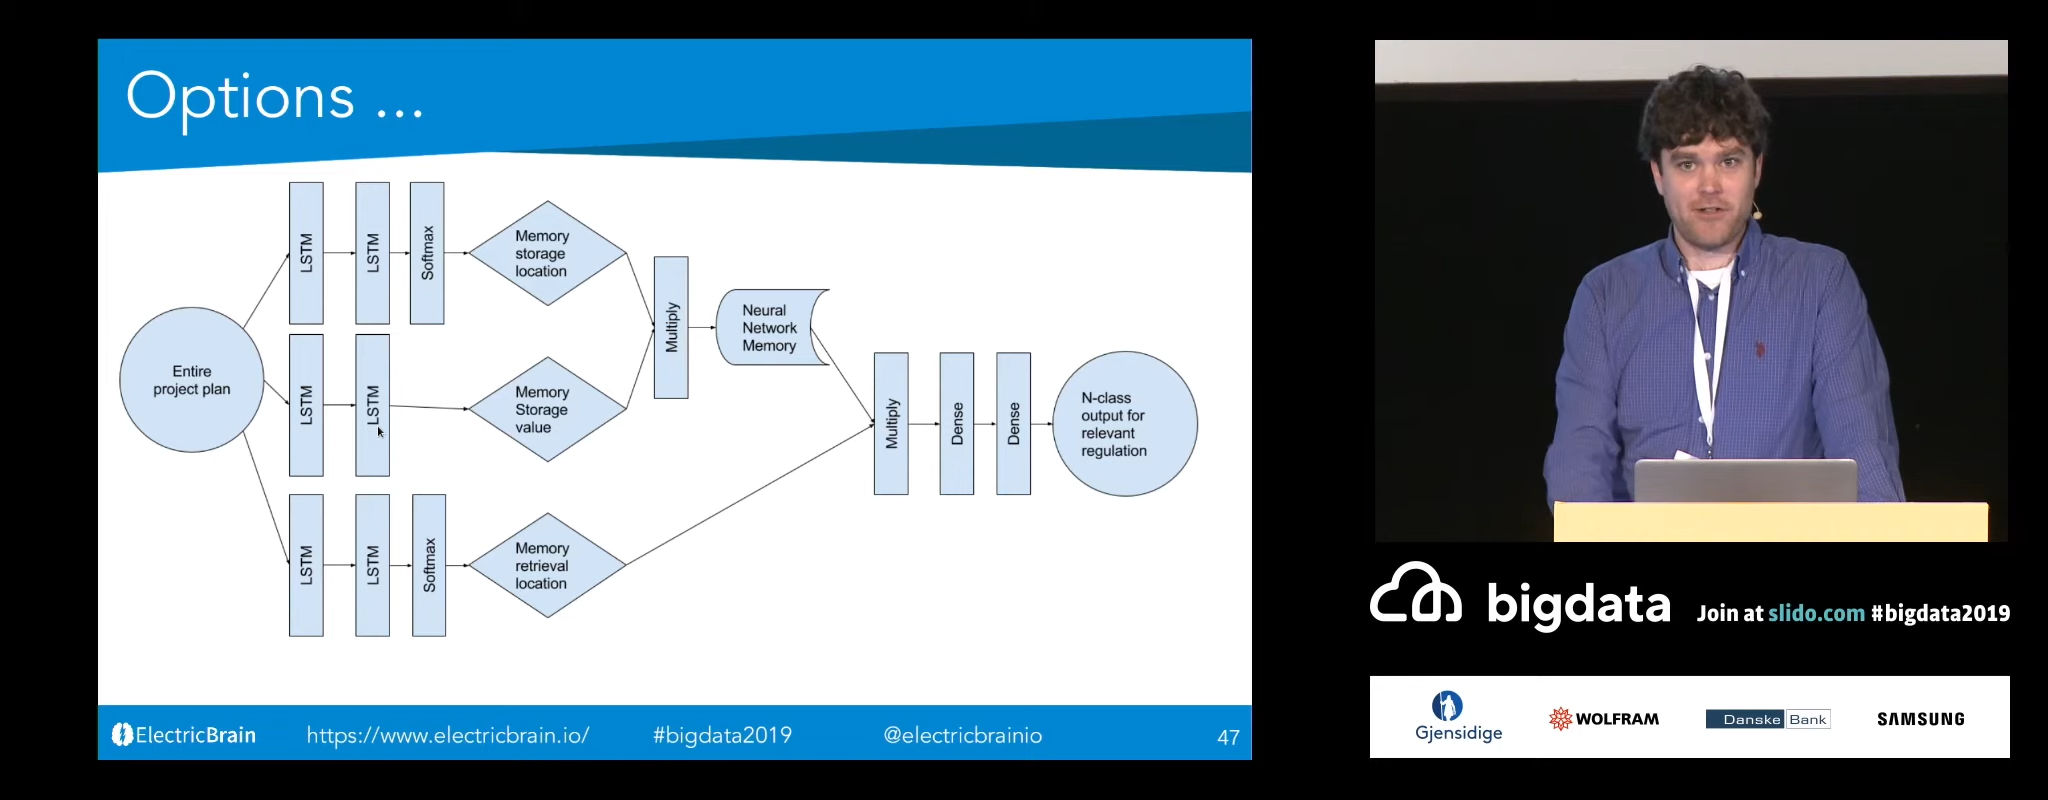 Options ...
Entire
project plan
LSTM
LSTM
Softmax
Memory
storage
location
LSTM
LSTM
Memory
Storage
value
LSTM
LSTM
Softmax
Memory
retrieval
location
Multiply
Neural
Network
Memory
Multiply
Dense
Dense
N-class
output for
relevant
regulation
ElectricBrain https://www.electricbrain.io/ #bigdata2019 @electricbrainio 47
bigdata Join at slido.com #bigdata2019
Gjensidige WOLFRAM Danske Bank SAMSUNG